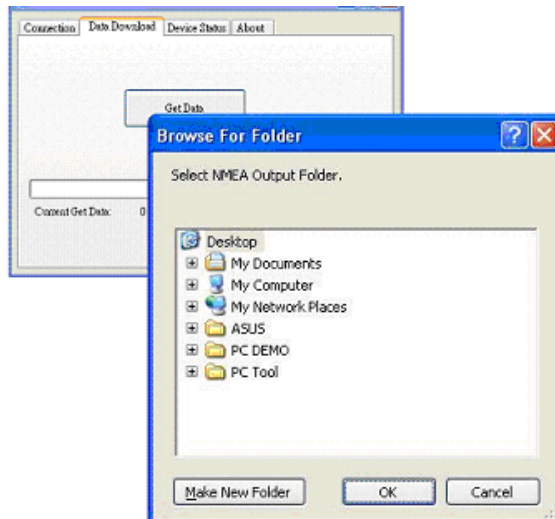 Connection Data Download Device Status About
Get Data
Current Get Data: 0
Browse For Folder
Select NMEA Output Folder.
Desktop
My Documents
My Computer
My Network Places
ASUS
PC DEMO
PC Tool
Make New Folder OK Cancel